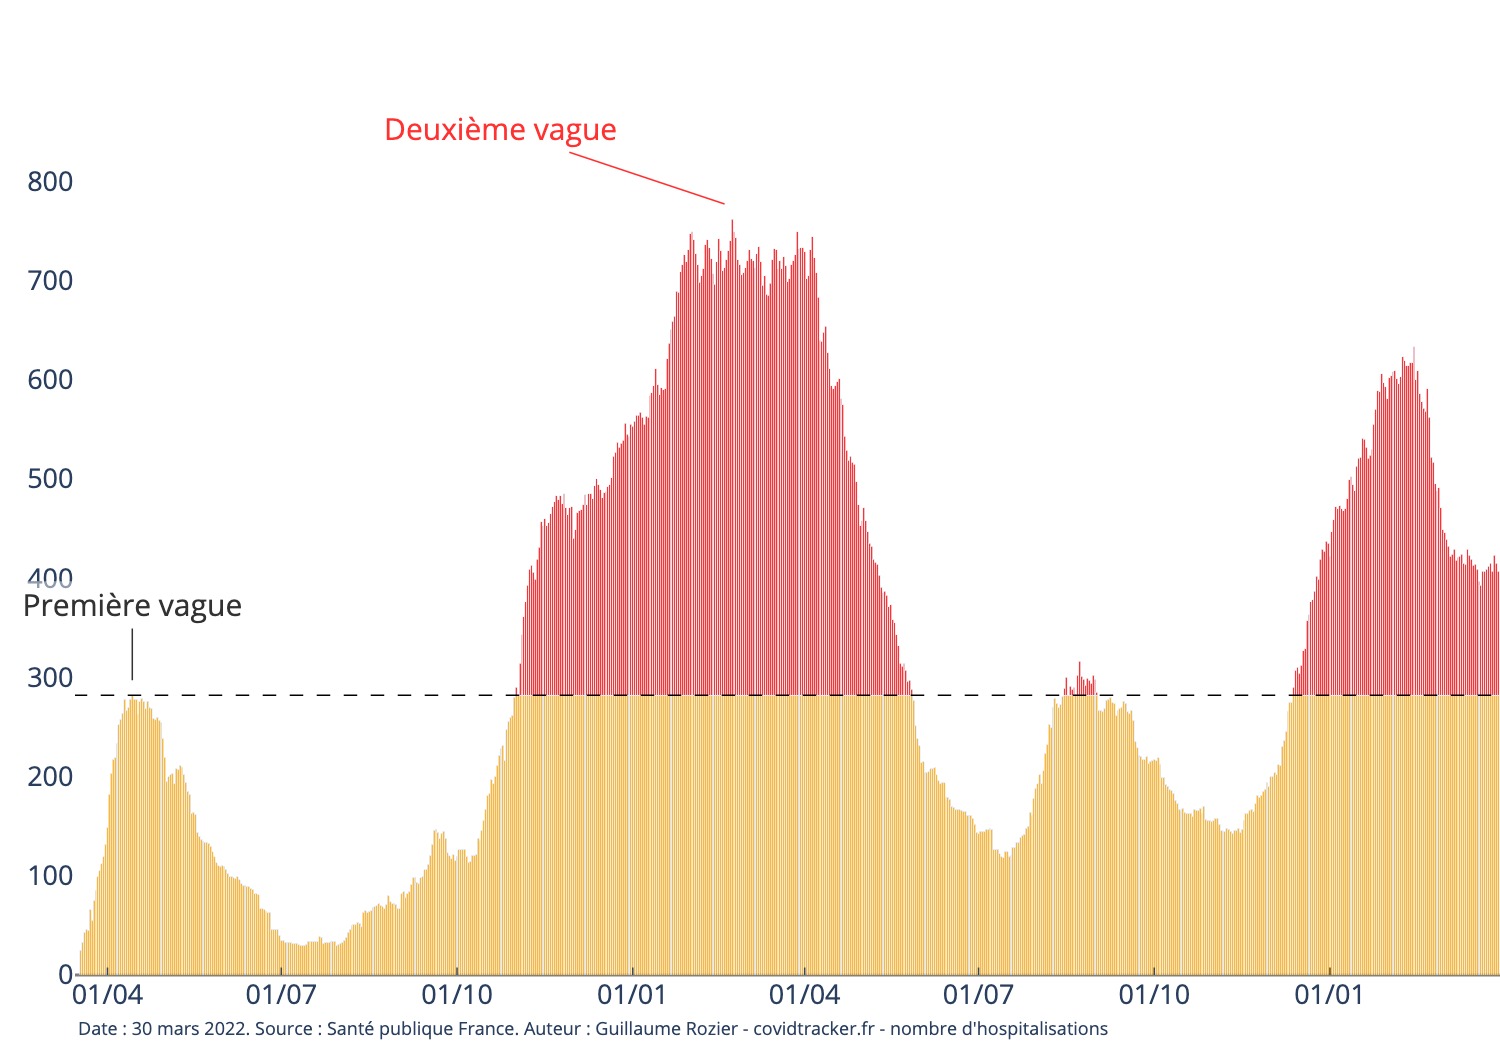 Deuxième vague
800
700
600
500
400
Première vague
300
200
100
0
01/04 01/07 01/10 01/01 01/04 01/07 01/10 01/01
Date : 30 mars 2022. Source : Santé publique France. Auteur : Guillaume Rozier - covidtracker.fr - nombre d'hospitalisations